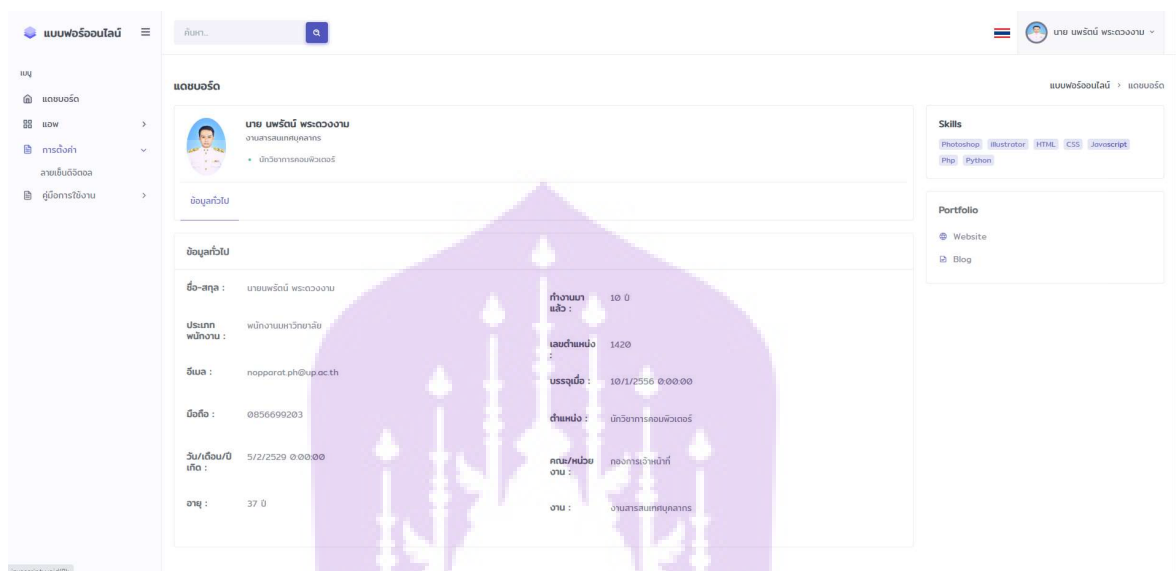 แบบฟอร์ออนไลน์
ค้นหา..
นาย นพรัตน์ พระดวงงาม
เมนู
แดชบอร์ด
แอพ
การตั้งค่า
ลายเซ็นดิจิตอล
คู่มือการใช้งาน
แดชบอร์ด
แบบฟอร์ออนไลน์ > แดชบอร์ด
นาย นพรัตน์ พระดวงงาม
งานสารสนเทศบุคลากร
นักวิชาการคอมพิวเตอร์
ข้อมูลทั่วไป
ข้อมูลทั่วไป
ชื่อ-สกุล : นายนพรัตน์ พระดวงงาม
ประเภท
พนักงาน : พนักงานมหาวิทยาลัย
อีเมล : nopparat.ph@up.ac.th
มือถือ : 0856699203
วัน/เดือน/ปี
เกิด : 5/2/2529 0:00:00
อายุ : 37 ปี
ทำงานมา
แล้ว : 10 ปี
เลขตำแหน่ง
: 1420
บรรจุเมื่อ : 10/1/2556 0:00:00
ตำแหน่ง : นักวิชาการคอมพิวเตอร์
คณะ/หน่วย
งาน : กองการเจ้าหน้าที่
งาน : งานสารสนเทศบุคลากร
Skills
Photoshop Illustrator HTML CSS Javascript
Php Python
Portfolio
Website
Blog